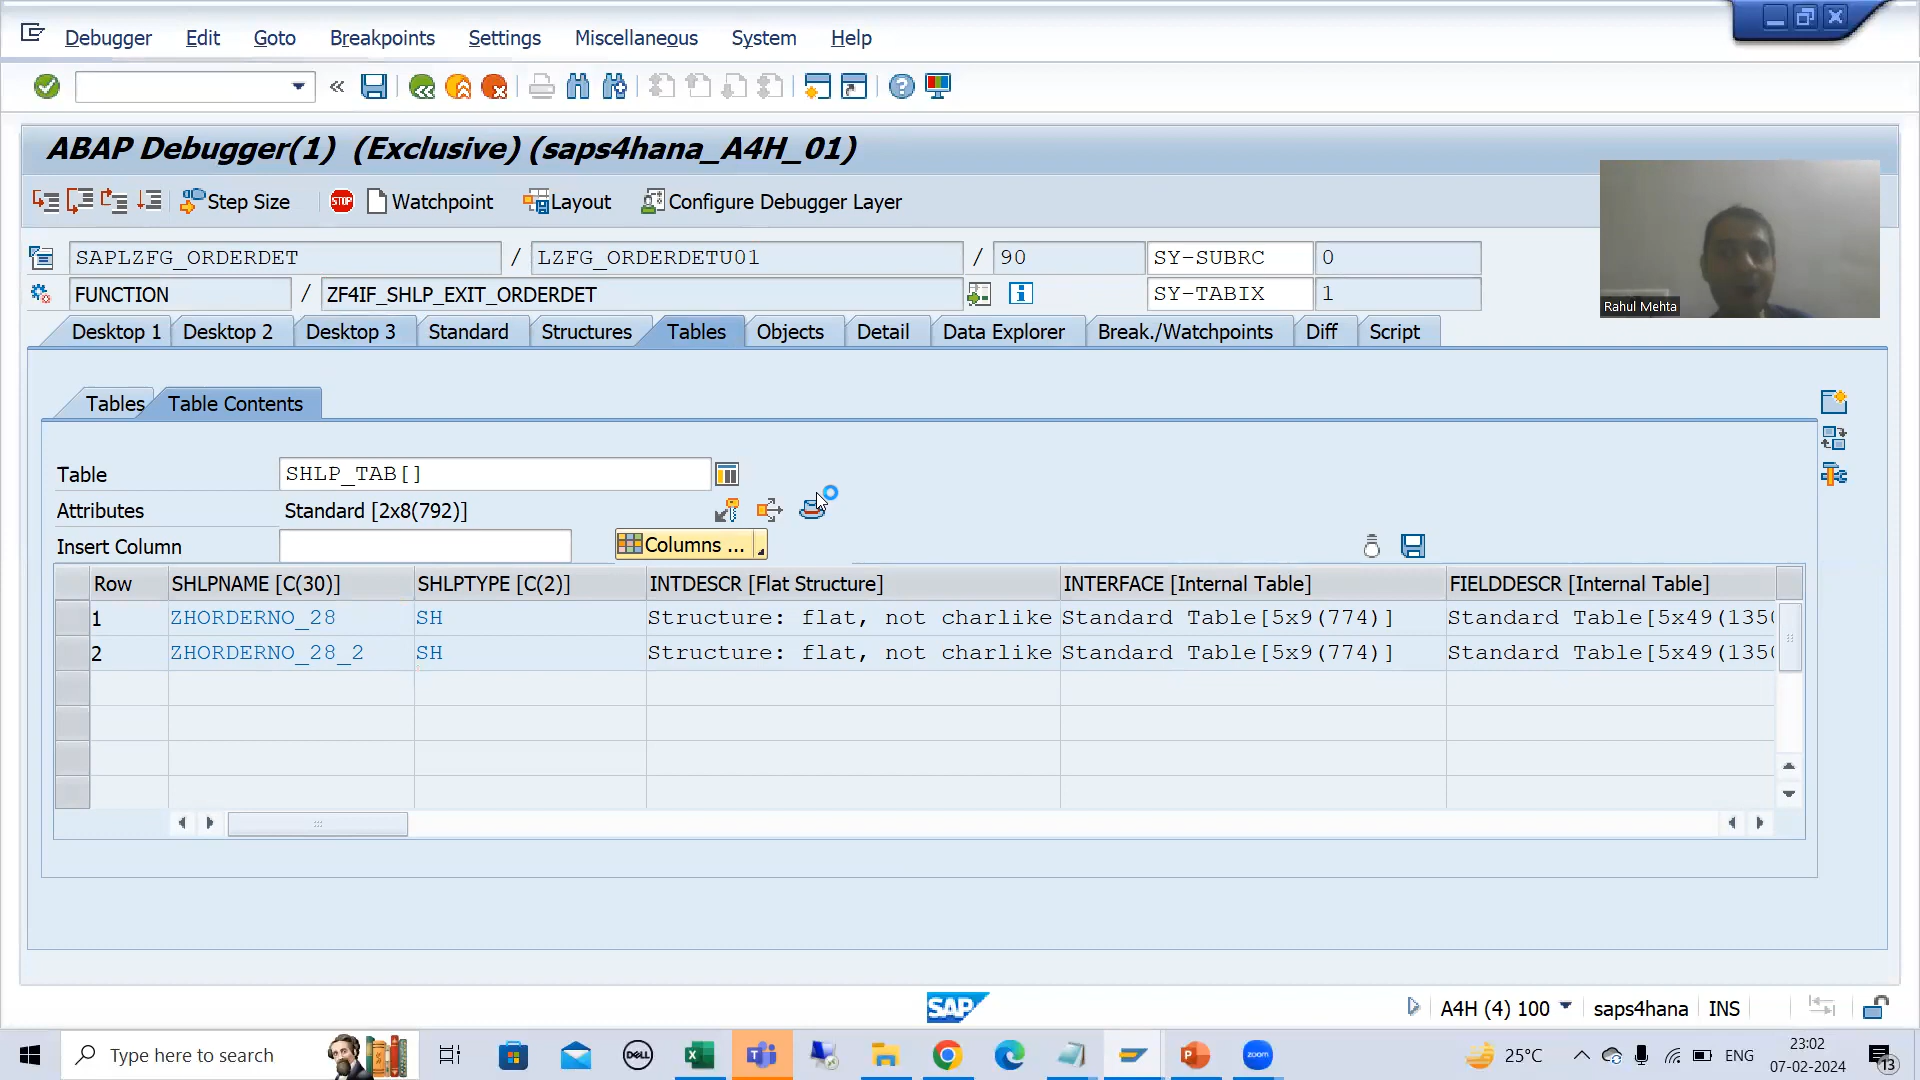 Debugger Edit Goto Breakpoints Settings Miscellaneous System Help
ABAP Debugger(1) (Exclusive) (saps4hana_A4H_01)
Step Size STOP Watchpoint Layout Configure Debugger Layer
SAPLZFG_ORDERDET / LZFG_ORDERDETU01 / 90 SY-SUBRC 0
FUNCTION / ZF4IF_SHLP_EXIT_ORDERDET SY-TABIX 1
Rahul Mehta
Desktop 1 Desktop 2 Desktop 3 Standard Structures Tables Objects Detail Data Explorer Break./Watchpoints Diff Script
Tables Table Contents
Table SHLP_TAB[]
Attributes Standard [2x8(792)]
Insert Column Columns ...
Row SHLPNAME [C(30)] SHLPTYPE [C(2)] INTDESCR [Flat Structure] INTERFACE [Internal Table] FIELDDESCR [Internal Table]
1 ZHORDERNO_28 SH Structure: flat, not charlike Standard Table[5x9(774)] Standard Table[5x49(1350
2 ZHORDERNO_28_2 SH Structure: flat, not charlike Standard Table[5x9(774)] Standard Table[5x49(1350
SAP A4H (4) 100 saps4hana INS
Type here to search DELL zoom 25°C ENG 23:02
07-02-2024 13